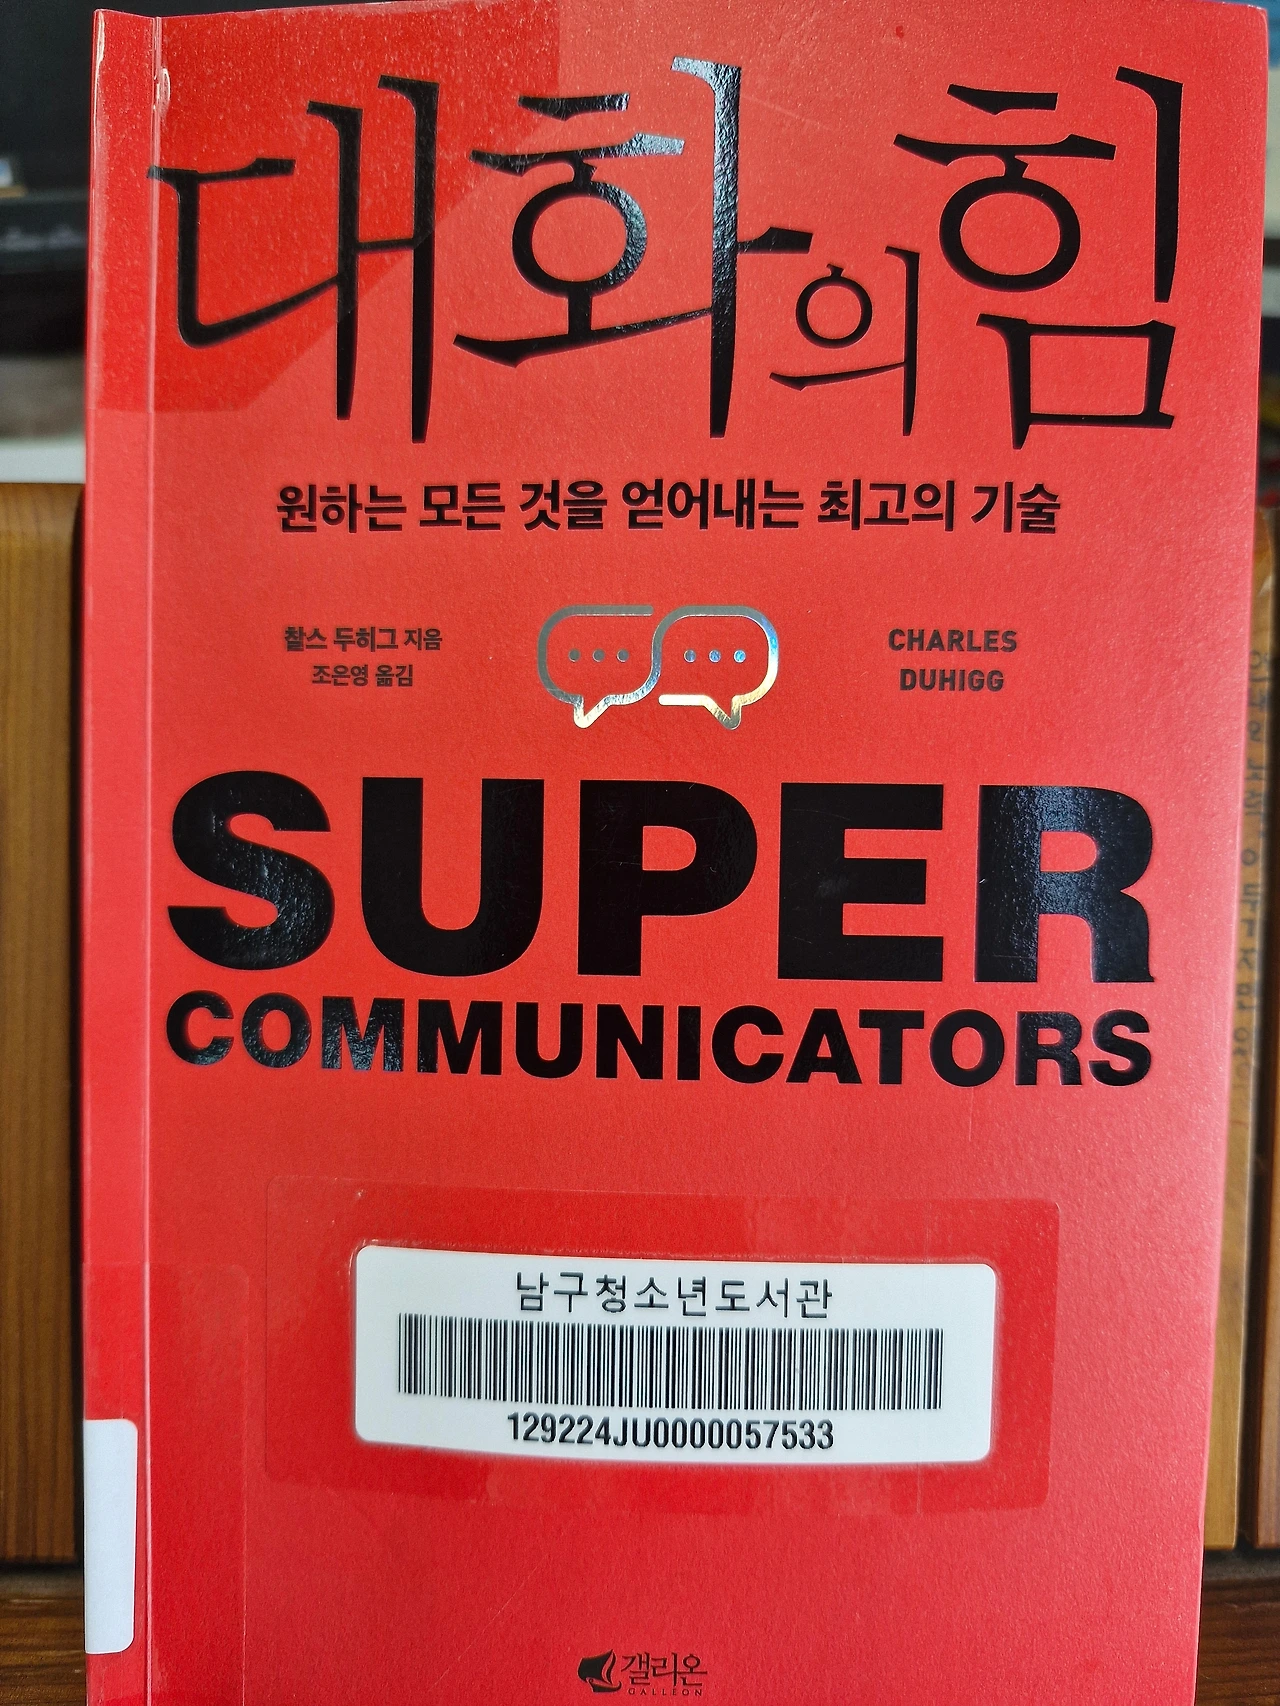 대화의 힘
원하는 모든 것을 얻어내는 최고의 기술
찰스 두히그 지음
조은영 옮김
CHARLES
DUHIGG
SUPER
COMMUNICATORS
남구청소년도서관
129224JU0000057533
갤리온
GALLEON